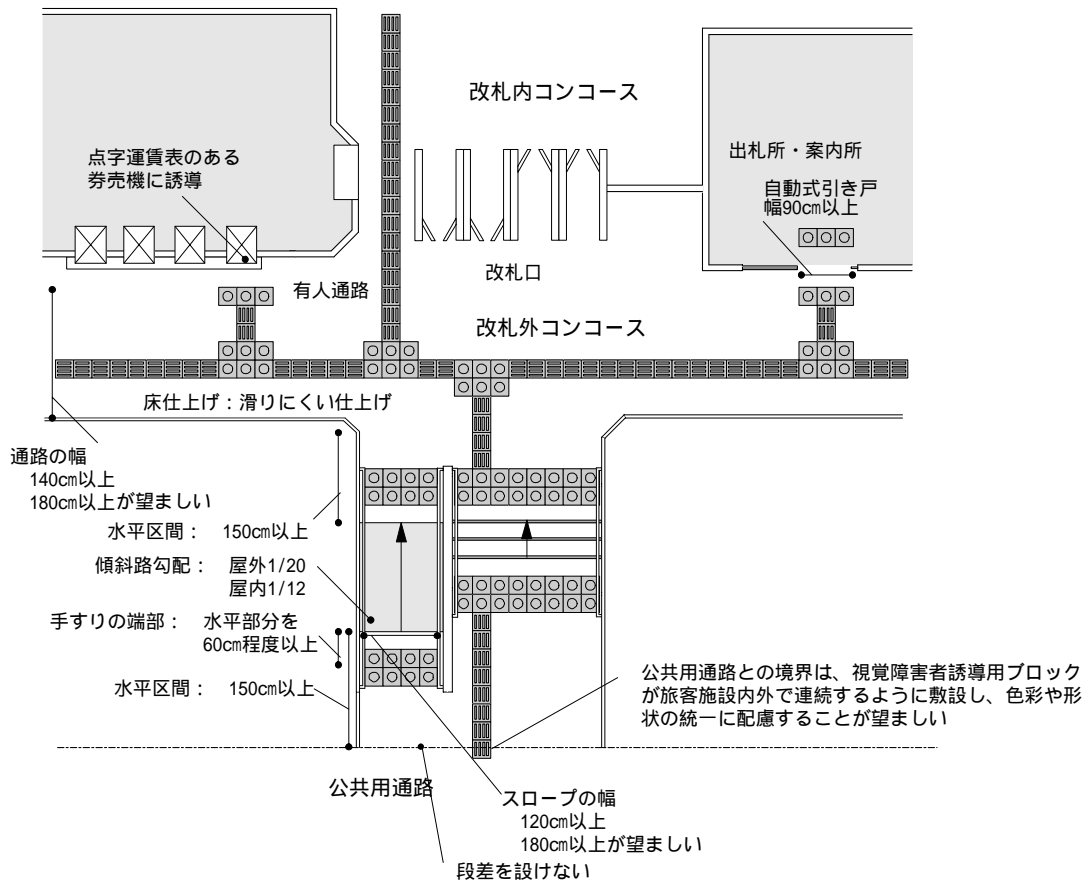 改札内コンコース
点字運賃表のある
券売機に誘導
出札所・案内所
自動式引き戸
幅90cm以上
改札口
有人通路
改札外コンコース
床仕上げ：滑りにくい仕上げ
通路の幅
140cm以上
180cm以上が望ましい
水平区間： 150cm以上
傾斜路勾配： 屋外1/20
屋内1/12
手すりの端部： 水平部分を
60cm程度以上
水平区間： 150cm以上
公共用通路との境界は、視覚障害者誘導用ブロック
が旅客施設内外で連続するように敷設し、色彩や形
状の統一に配慮することが望ましい
公共用通路
スロープの幅
120cm以上
180cm以上が望ましい
段差を設けない